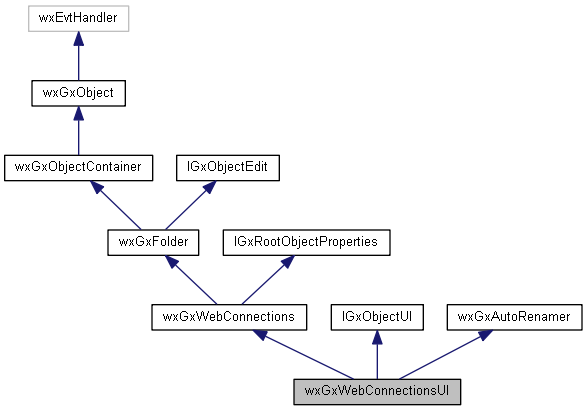 wxEvtHandler
wxGxObject
wxGxObjectContainer
IGxObjectEdit
wxGxFolder
IGxRootObjectProperties
wxGxWebConnections
IGxObjectUI
wxGxAutoRenamer
wxGxWebConnectionsUI